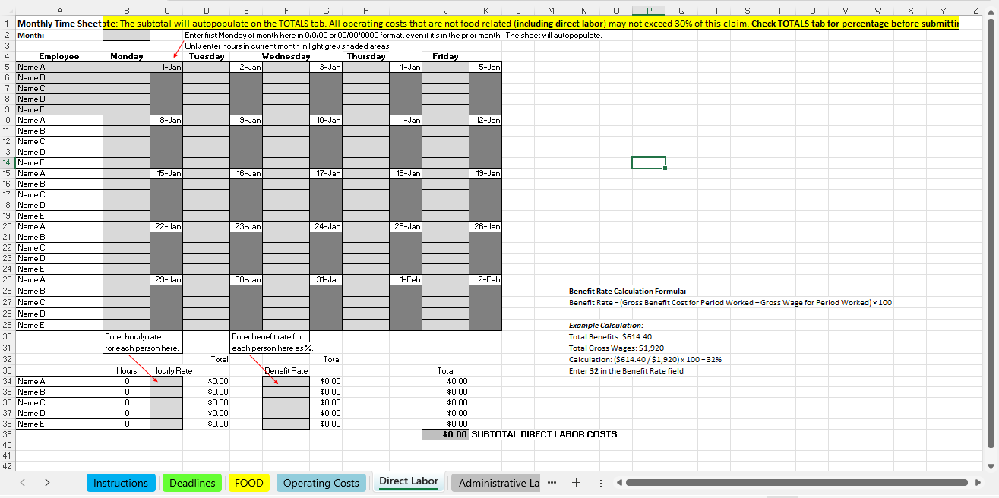 A B C D E F G H I J K L M N O P Q R S T U V W X Y Z
1 Monthly Time Sheet ote: The subtotal will autopopulate on the TOTALS tab. All operating costs that are not food related (including direct labor) may not exceed 30% of this claim. Check TOTALS tab for percentage before submittin
2 Month: Enter first Monday of month here in 0/0/00 or 00/00/0000 format, even if it's in the prior month. The sheet will autopopulate.
3 Only enter hours in current month in light grey shaded areas.
4 Employee Monday Tuesday Wednesday Thursday Friday
5 Name A 1-Jan 2-Jan 3-Jan 4-Jan 5-Jan
6 Name B
7 Name C
8 Name D
9 Name E
10 Name A 8-Jan 9-Jan 10-Jan 11-Jan 12-Jan
11 Name B
12 Name C
13 Name D
14 Name E
15 Name A 15-Jan 16-Jan 17-Jan 18-Jan 19-Jan
16 Name B
17 Name C
18 Name D
19 Name E
20 Name A 22-Jan 23-Jan 24-Jan 25-Jan 26-Jan
21 Name B
22 Name C
23 Name D
24 Name E
25 Name A 29-Jan 30-Jan 31-Jan 1-Feb 2-Feb
26 Name B Benefit Rate Calculation Formula:
27 Name C Benefit Rate = (Gross Benefit Cost for Period Worked ÷ Gross Wage for Period Worked) × 100
28 Name D
29 Name E Example Calculation:
30 Enter hourly rate Enter benefit rate for Total Benefits: $614.40
31 for each person here. each person here as %. Total Gross Wages: $1,920
32 Total Total Calculation: ($614.40 / $1,920) x 100 = 32%
33 Hours Hourly Rate Benefit Rate Total Enter 32 in the Benefit Rate field
34 Name A 0 $0.00 $0.00 $0.00
35 Name B 0 $0.00 $0.00 $0.00
36 Name C 0 $0.00 $0.00 $0.00
37 Name D 0 $0.00 $0.00 $0.00
38 Name E 0 $0.00 $0.00 $0.00
39 $0.00 SUBTOTAL DIRECT LABOR COSTS
40
41
42
Instructions Deadlines FOOD Operating Costs Direct Labor Administrative La